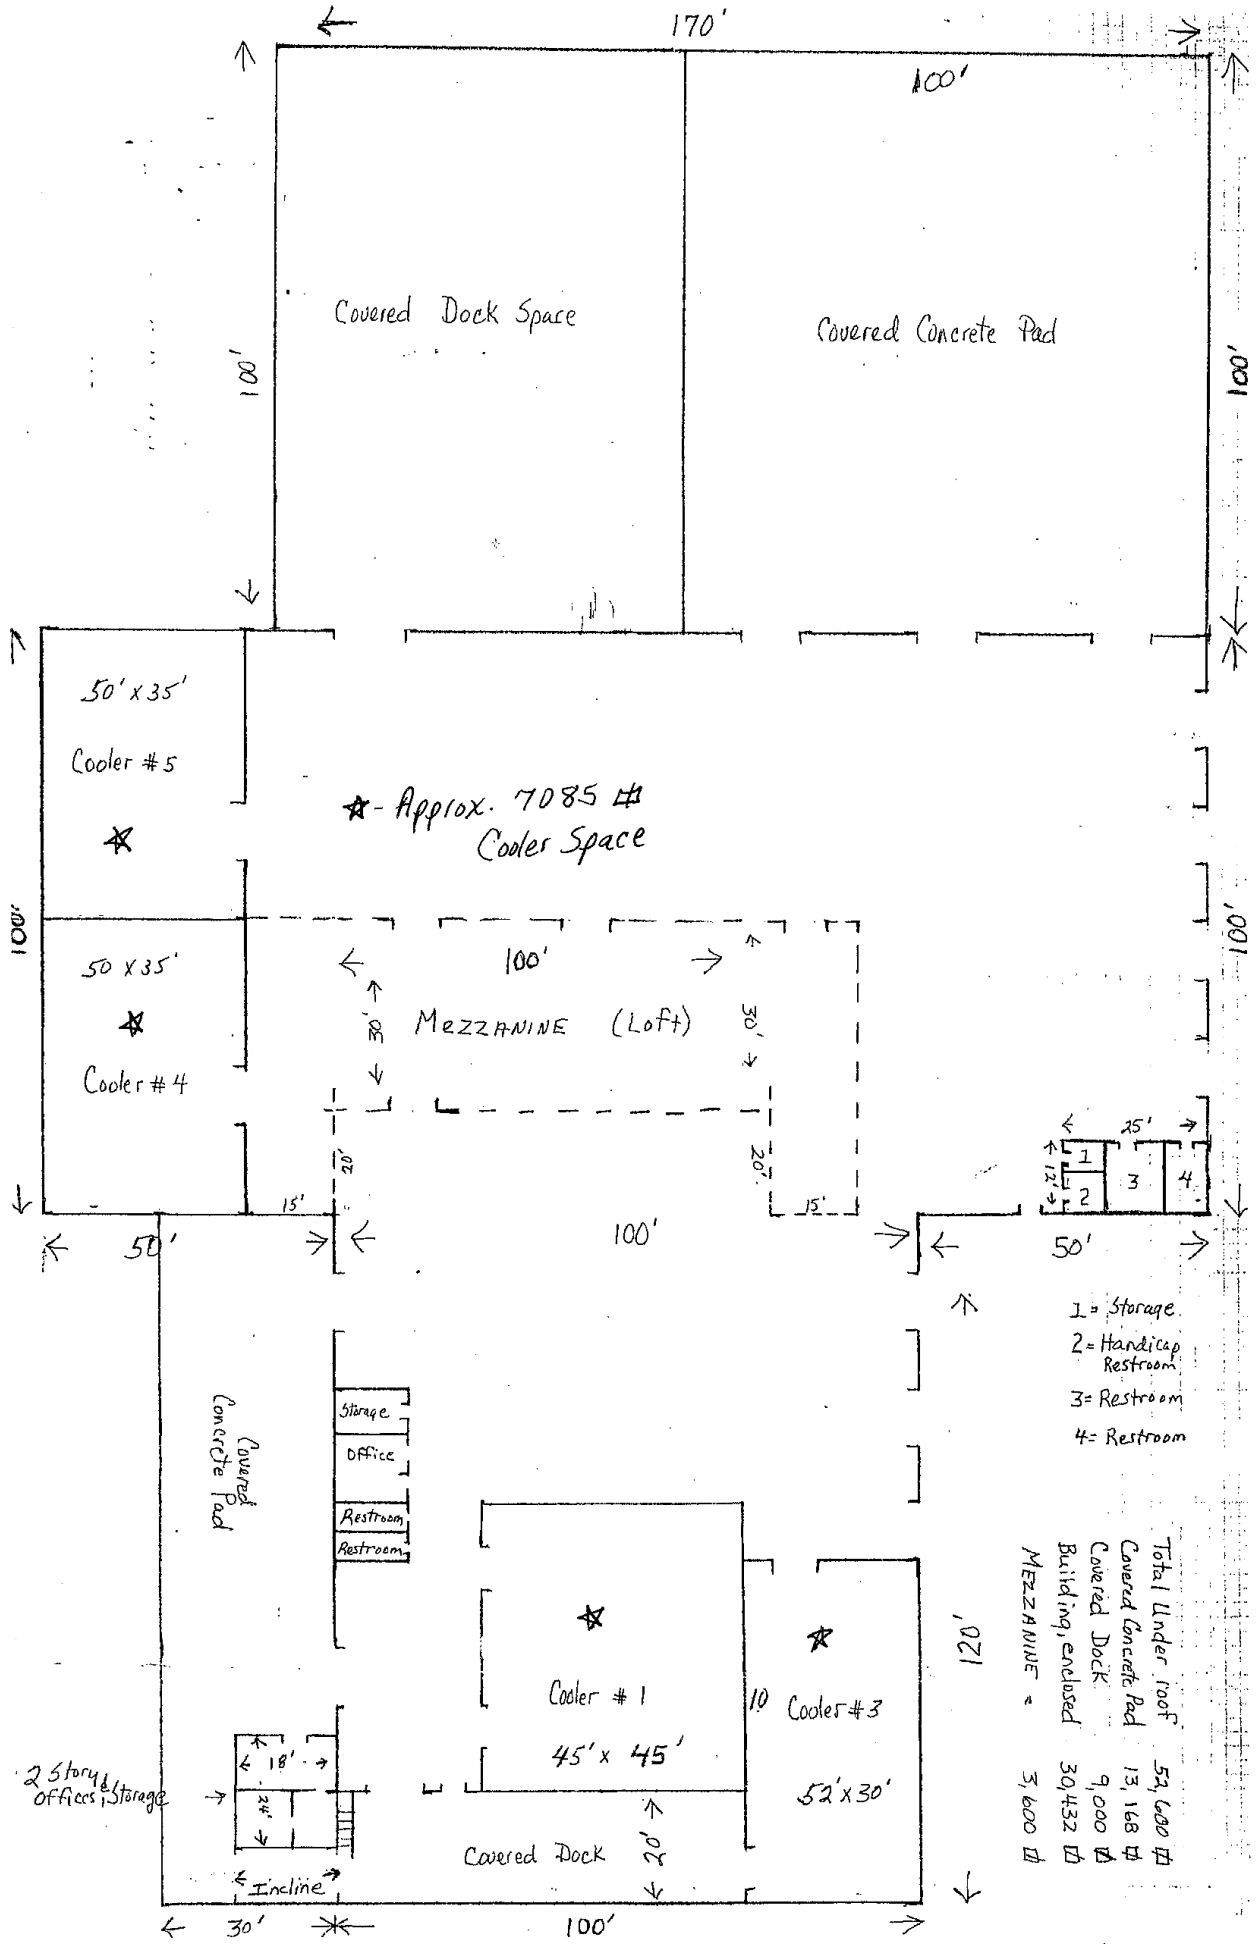 170'
100'
Covered Dock Space
Covered Concrete Pad
100'
100'
50' x 35'
Cooler #5
☆- Approx. 7085 ⌗
Cooler Space
100'
50 x 35'
Cooler #4
100'
30'
MEZZANINE (Loft)
30'
20'
20'
15'
15'
100'
25'
12'
1
2
3
4
50'
100'
50'
1= Storage
2= Handicap
Restroom
3= Restroom
4= Restroom
Covered
Concrete Pad
Storage
Office
Restroom
Restroom
120'
Cooler #1
45' x 45'
10
Cooler #3
52' x 30'
Total Under roof 52,600 ⌗
Covered Concrete Pad 13,168 ⌗
Covered Dock 9,000 ⌗
Building, enclosed 30,432 ⌗
MEZZANINE = 3,600 ⌗
2 Story
Offices & Storage
18'
24'
Incline
Covered Dock
20'
30'
100'